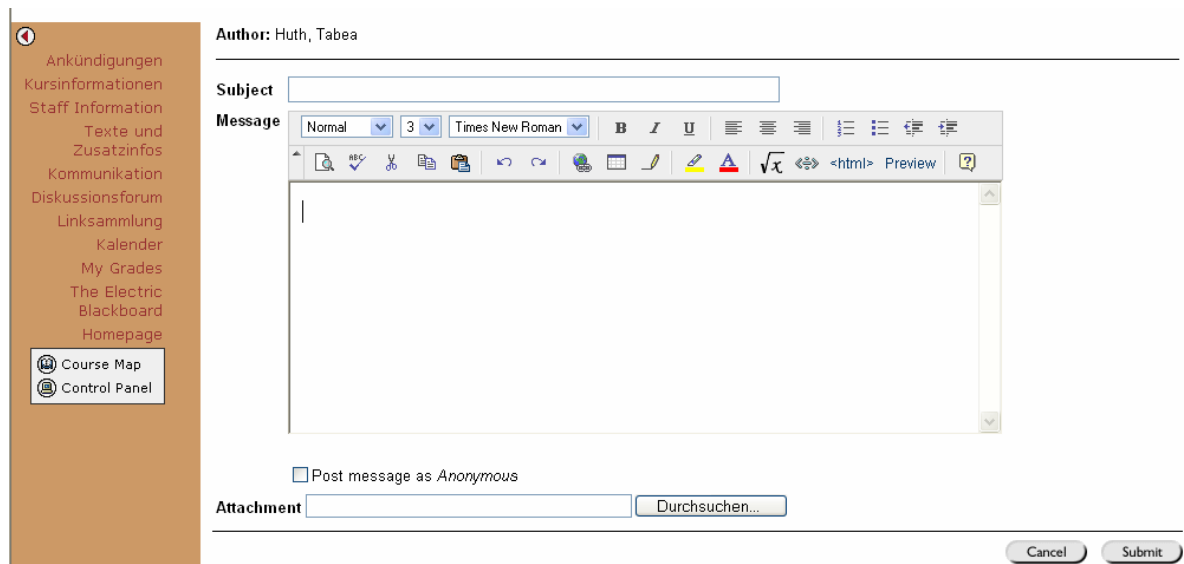 Ankündigungen
Kursinformationen
Staff Information
Texte und
Zusatzinfos
Kommunikation
Diskussionsforum
Linksammlung
Kalender
My Grades
The Electric
Blackboard
Homepage
Course Map
Control Panel
Author: Huth, Tabea
Subject
Message
Normal 3 Times New Roman B I U
ABC √x <html> Preview ?
Post message as Anonymous
Attachment Durchsuchen...
Cancel Submit